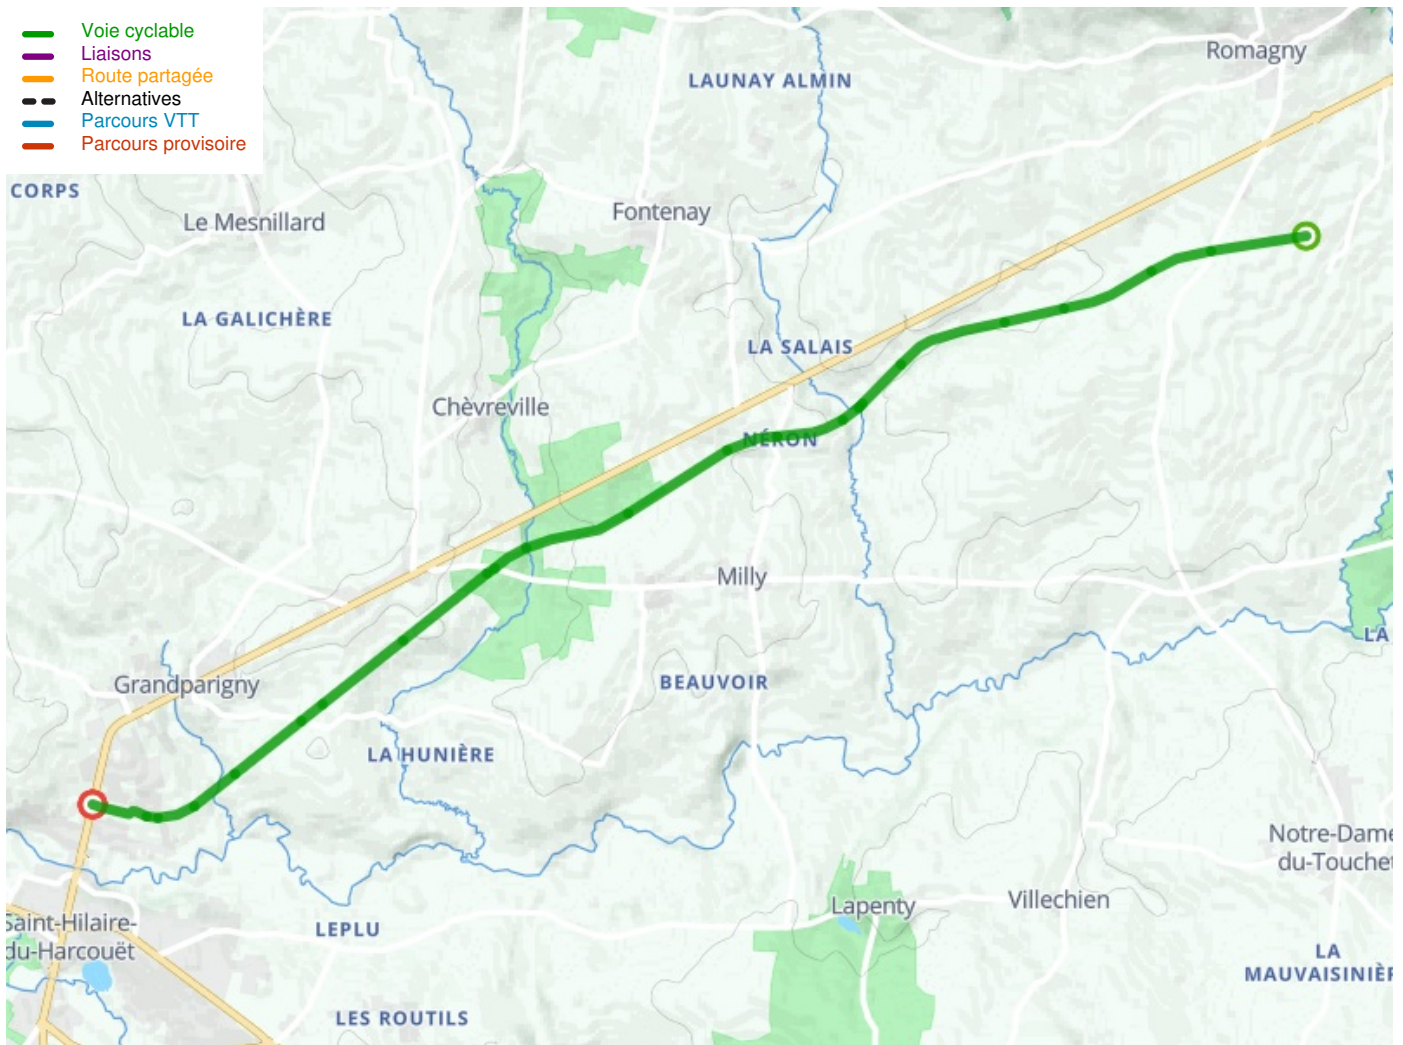 Voie cyclable
Liaisons
Route partagée
Alternatives
Parcours VTT
Parcours provisoire
Romagny
LAUNAY ALMIN
CORPS
Le Mesnillard
Fontenay
LA GALICHÈRE
LA SALAIS
Chèvreville
NÉRON
Milly
LA
Grandparigny
BEAUVOIR
LA HUNIÈRE
Notre-Dame
du-Touchet
Villechien
Lapenty
Saint-Hilaire-
du-Harcouët
LEPLU
LA
MAUVAISINIÈR
LES ROUTILS